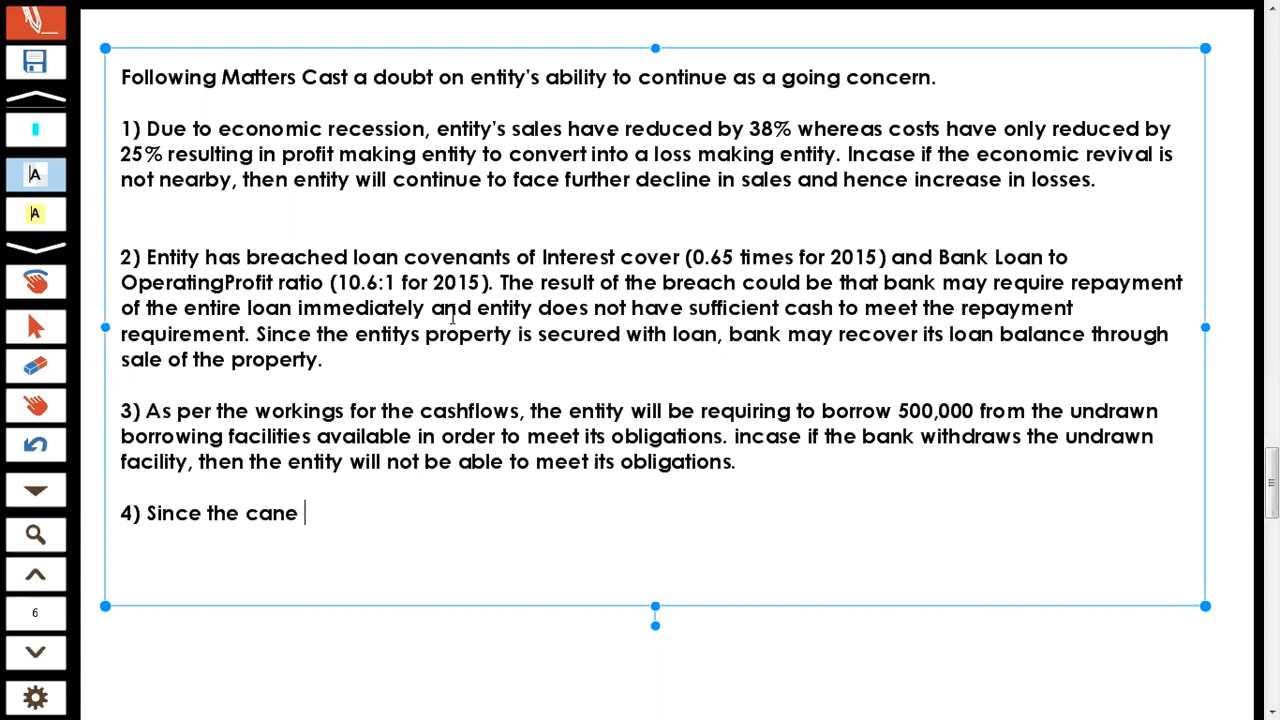 Following Matters Cast a doubt on entity's ability to continue as a going concern.
1) Due to economic recession, entity's sales have reduced by 38% whereas costs have only reduced by
25% resulting in profit making entity to convert into a loss making entity. Incase if the economic revival is
not nearby, then entity will continue to face further decline in sales and hence increase in losses.
2) Entity has breached loan covenants of Interest cover (0.65 times for 2015) and Bank Loan to
OperatingProfit ratio (10.6:1 for 2015). The result of the breach could be that bank may require repayment
of the entire loan immediately and entity does not have sufficient cash to meet the repayment
requirement. Since the entitys property is secured with loan, bank may recover its loan balance through
sale of the property.
3) As per the workings for the cashflows, the entity will be requiring to borrow 500,000 from the undrawn
borrowing facilities available in order to meet its obligations. incase if the bank withdraws the undrawn
facility, then the entity will not be able to meet its obligations.
4) Since the cane
A
A
6